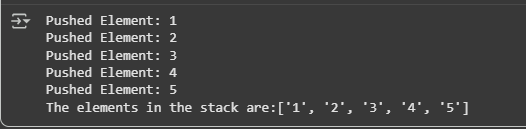 Pushed Element: 1
Pushed Element: 2
Pushed Element: 3
Pushed Element: 4
Pushed Element: 5
The elements in the stack are:['1', '2', '3', '4', '5']